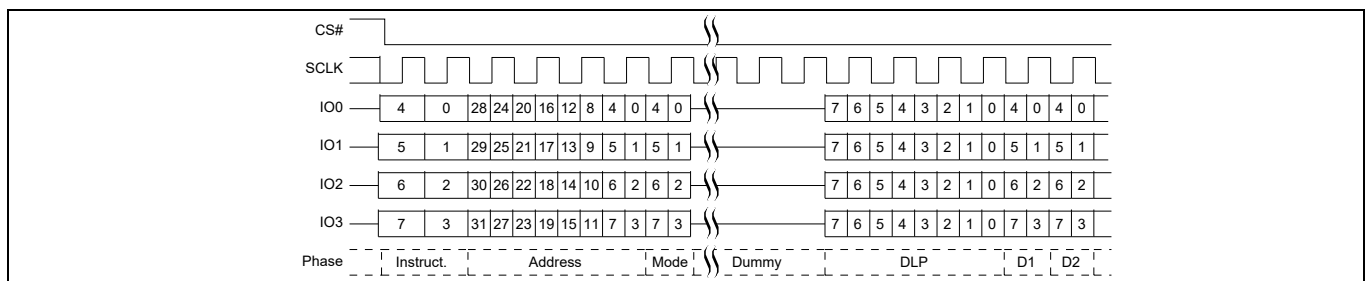 CS#
SCLK
IO0 4 0 28 24 20 16 12 8 4 0 4 0 7 6 5 4 3 2 1 0 4 0 4 0
IO1 5 1 29 25 21 17 13 9 5 1 5 1 7 6 5 4 3 2 1 0 5 1 5 1
IO2 6 2 30 26 22 18 14 10 6 2 6 2 7 6 5 4 3 2 1 0 6 2 6 2
IO3 7 3 31 27 23 19 15 11 7 3 7 3 7 6 5 4 3 2 1 0 7 3 7 3
Phase Instruct. Address Mode Dummy DLP D1 D2